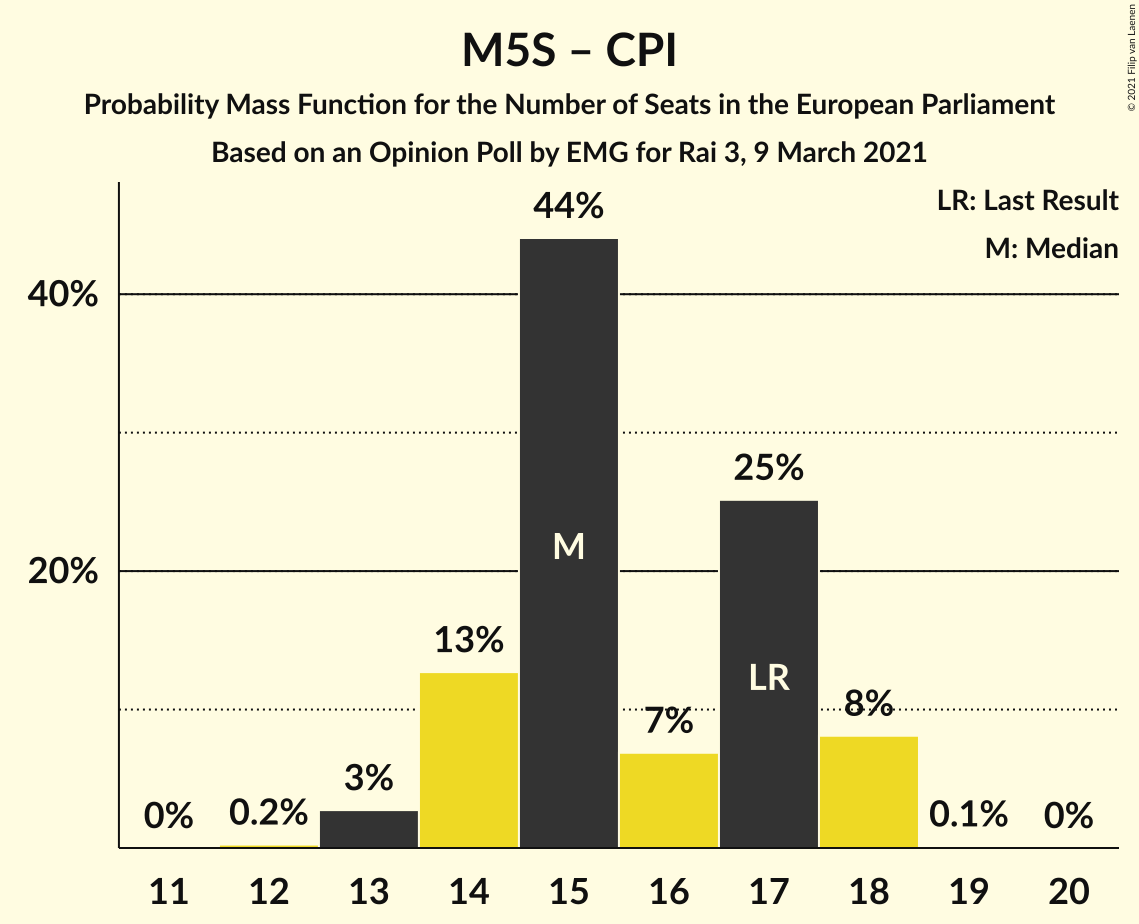 M5S – CPI
Probability Mass Function for the Number of Seats in the European Parliament
Based on an Opinion Poll by EMG for Rai 3, 9 March 2021
© 2021 Filip van Laenen
LR: Last Result
M: Median
40%
20%
0%
0.2%
3%
13%
44%
7%
25%
8%
0.1%
0%
M
LR
11 12 13 14 15 16 17 18 19 20